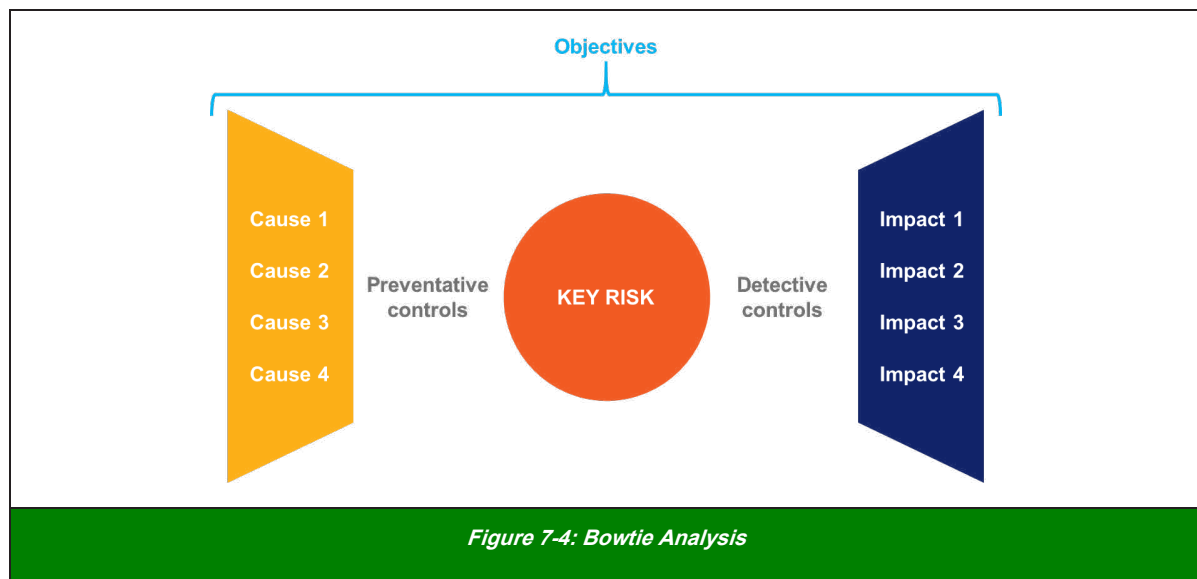 Objectives
Cause 1
Cause 2
Cause 3
Cause 4
Preventative
controls
KEY RISK
Detective
controls
Impact 1
Impact 2
Impact 3
Impact 4
Figure 7-4: Bowtie Analysis